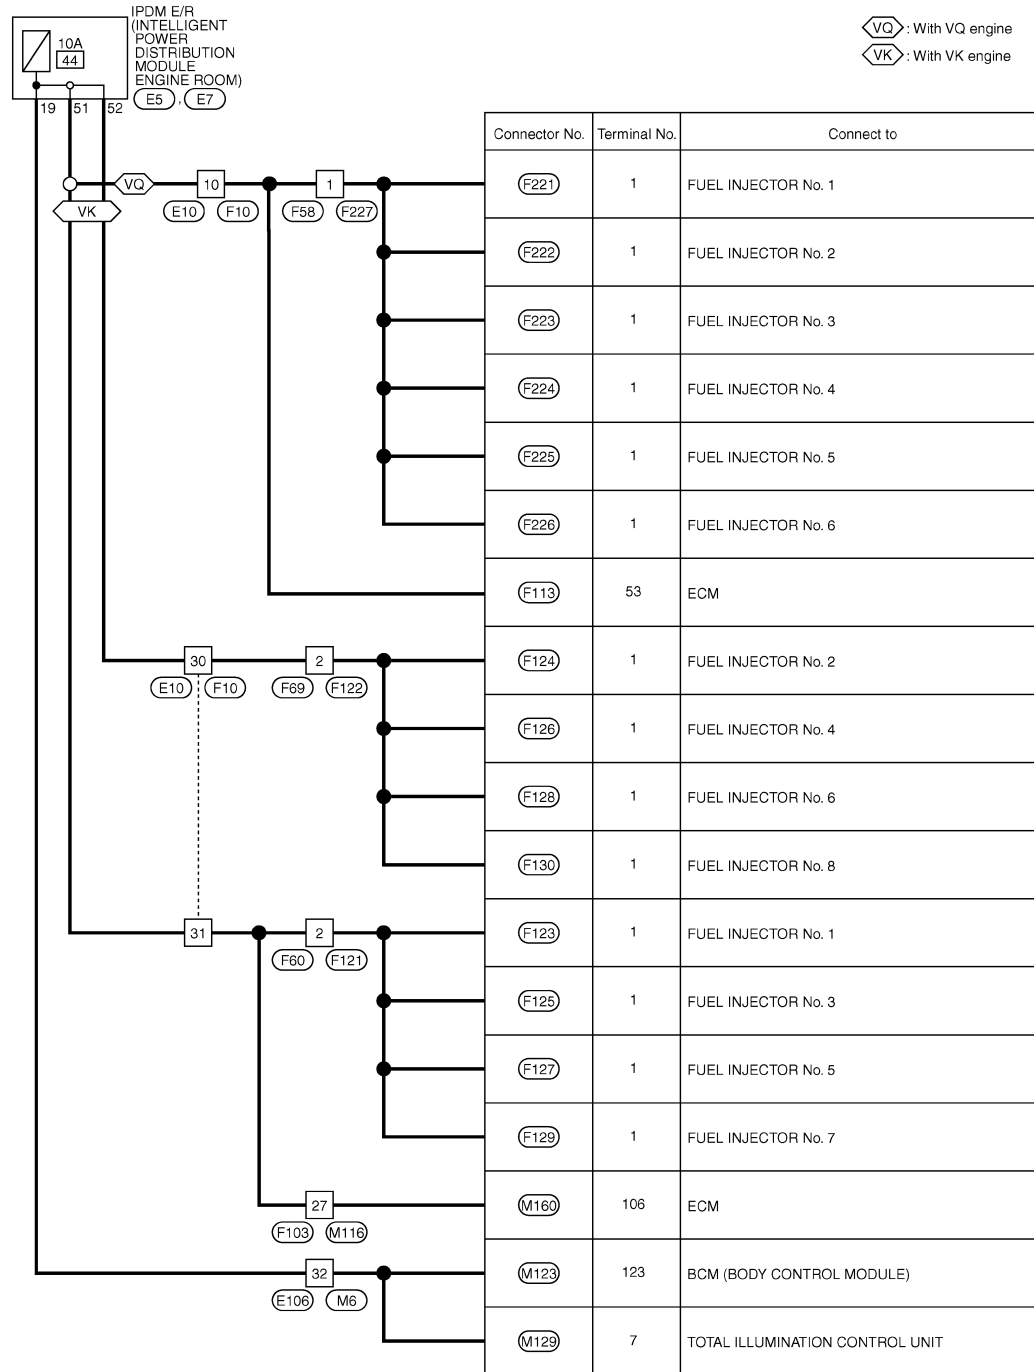 IPDM E/R
(INTELLIGENT
POWER
DISTRIBUTION
MODULE
ENGINE ROOM)
10A
44
E5 , E7
VQ : With VQ engine
VK : With VK engine
19 51 52
Connector No. Terminal No. Connect to
VQ 10 1 F221 1 FUEL INJECTOR No. 1
VK E10 F10 F58 F227
F222 1 FUEL INJECTOR No. 2
F223 1 FUEL INJECTOR No. 3
F224 1 FUEL INJECTOR No. 4
F225 1 FUEL INJECTOR No. 5
F226 1 FUEL INJECTOR No. 6
F113 53 ECM
30 2 F124 1 FUEL INJECTOR No. 2
E10 F10 F69 F122
F126 1 FUEL INJECTOR No. 4
F128 1 FUEL INJECTOR No. 6
F130 1 FUEL INJECTOR No. 8
31 2 F123 1 FUEL INJECTOR No. 1
F60 F121
F125 1 FUEL INJECTOR No. 3
F127 1 FUEL INJECTOR No. 5
F129 1 FUEL INJECTOR No. 7
27 M160 106 ECM
F103 M116
32 M123 123 BCM (BODY CONTROL MODULE)
E106 M6
M129 7 TOTAL ILLUMINATION CONTROL UNIT